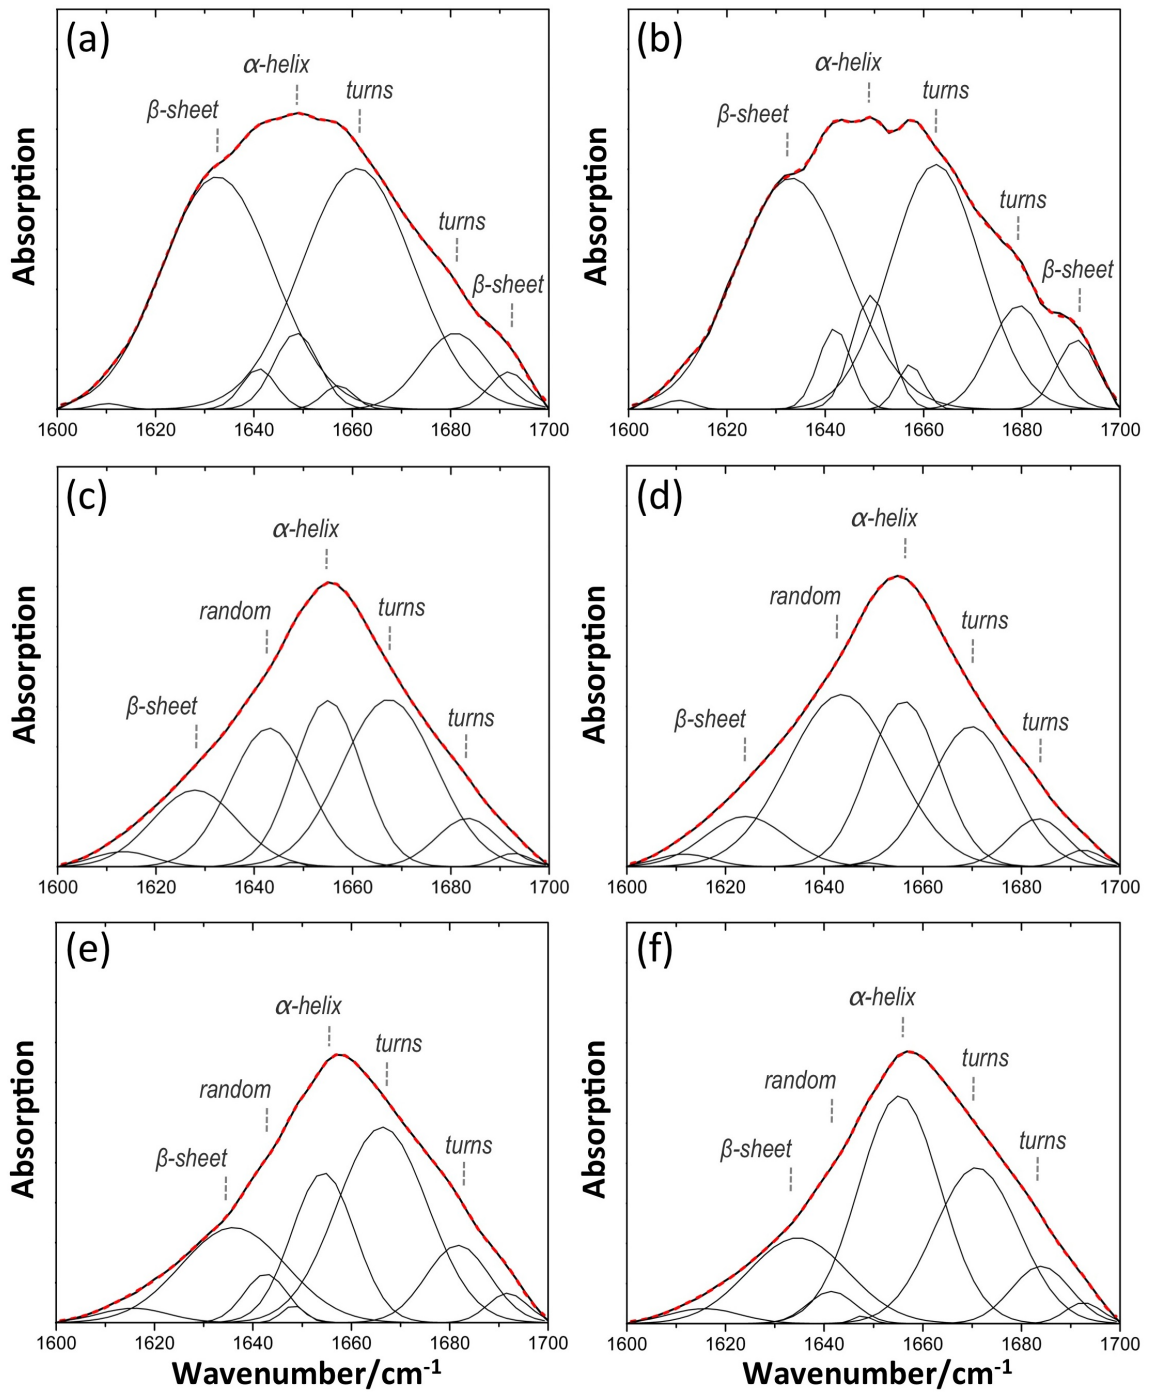 (a)
α-helix
turns
β-sheet
turns
β-sheet
Absorption
1600 1620 1640 1660 1680 1700
(b)
α-helix
turns
β-sheet
turns
β-sheet
Absorption
1600 1620 1640 1660 1680 1700
(c)
α-helix
random
turns
β-sheet
turns
Absorption
1600 1620 1640 1660 1680 1700
(d)
α-helix
random
turns
β-sheet
turns
Absorption
1600 1620 1640 1660 1680 1700
(e)
α-helix
turns
random
β-sheet
turns
Absorption
1600 1620 1640 1660 1680 1700
Wavenumber/cm⁻¹
(f)
α-helix
turns
random
β-sheet
turns
Absorption
1600 1620 1640 1660 1680 1700
Wavenumber/cm⁻¹